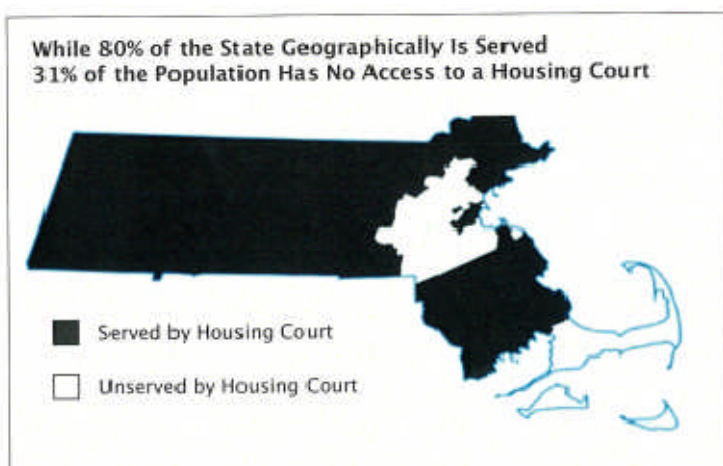 While 80% of the State Geographically Is Served
31% of the Population Has No Access to a Housing Court
Served by Housing Court
Unserved by Housing Court